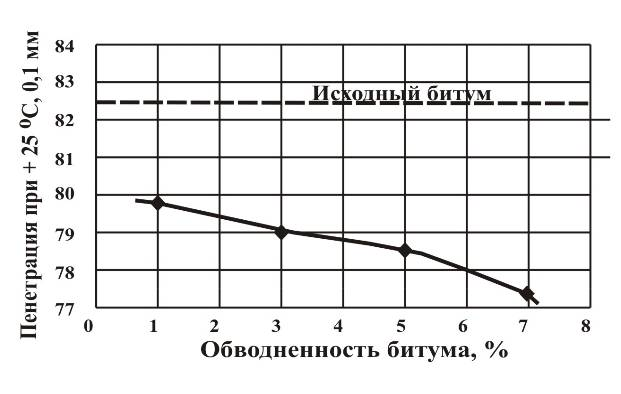 Пенетрация при + 25 ºС, 0,1 мм
84
83
82
81
80
79
78
77
Исходный битум
0 1 2 3 4 5 6 7 8
Обводненность битума, %